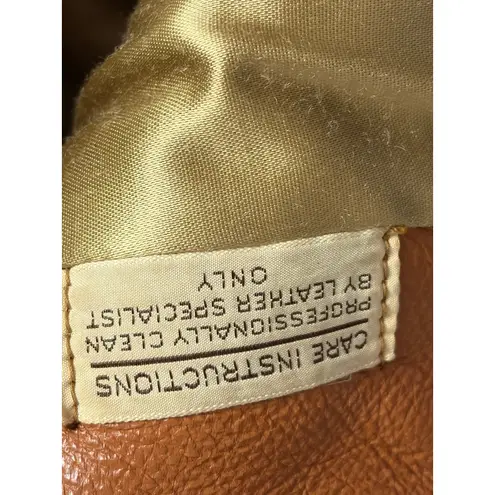 CARE INSTRUCTIONS
PROFESSIONALLY CLEAN
BY LEATHER SPECIALIST
ONLY